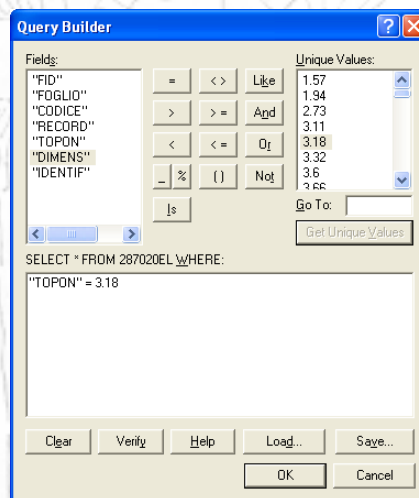 Query Builder
Fields:
"FID"
"FOGLIO"
"CODICE"
"RECORD"
"TOPON"
"DIMENS"
"IDENTIF"
= <> Like
> >= And
< <= Or
_ % () Not
Is
Unique Values:
1.57
1.94
2.73
3.11
3.18
3.32
3.6
3.66
Go To:
Get Unique Values
SELECT * FROM 287020EL WHERE:
"TOPON" = 3.18
Clear Verify Help Load... Save...
OK Cancel